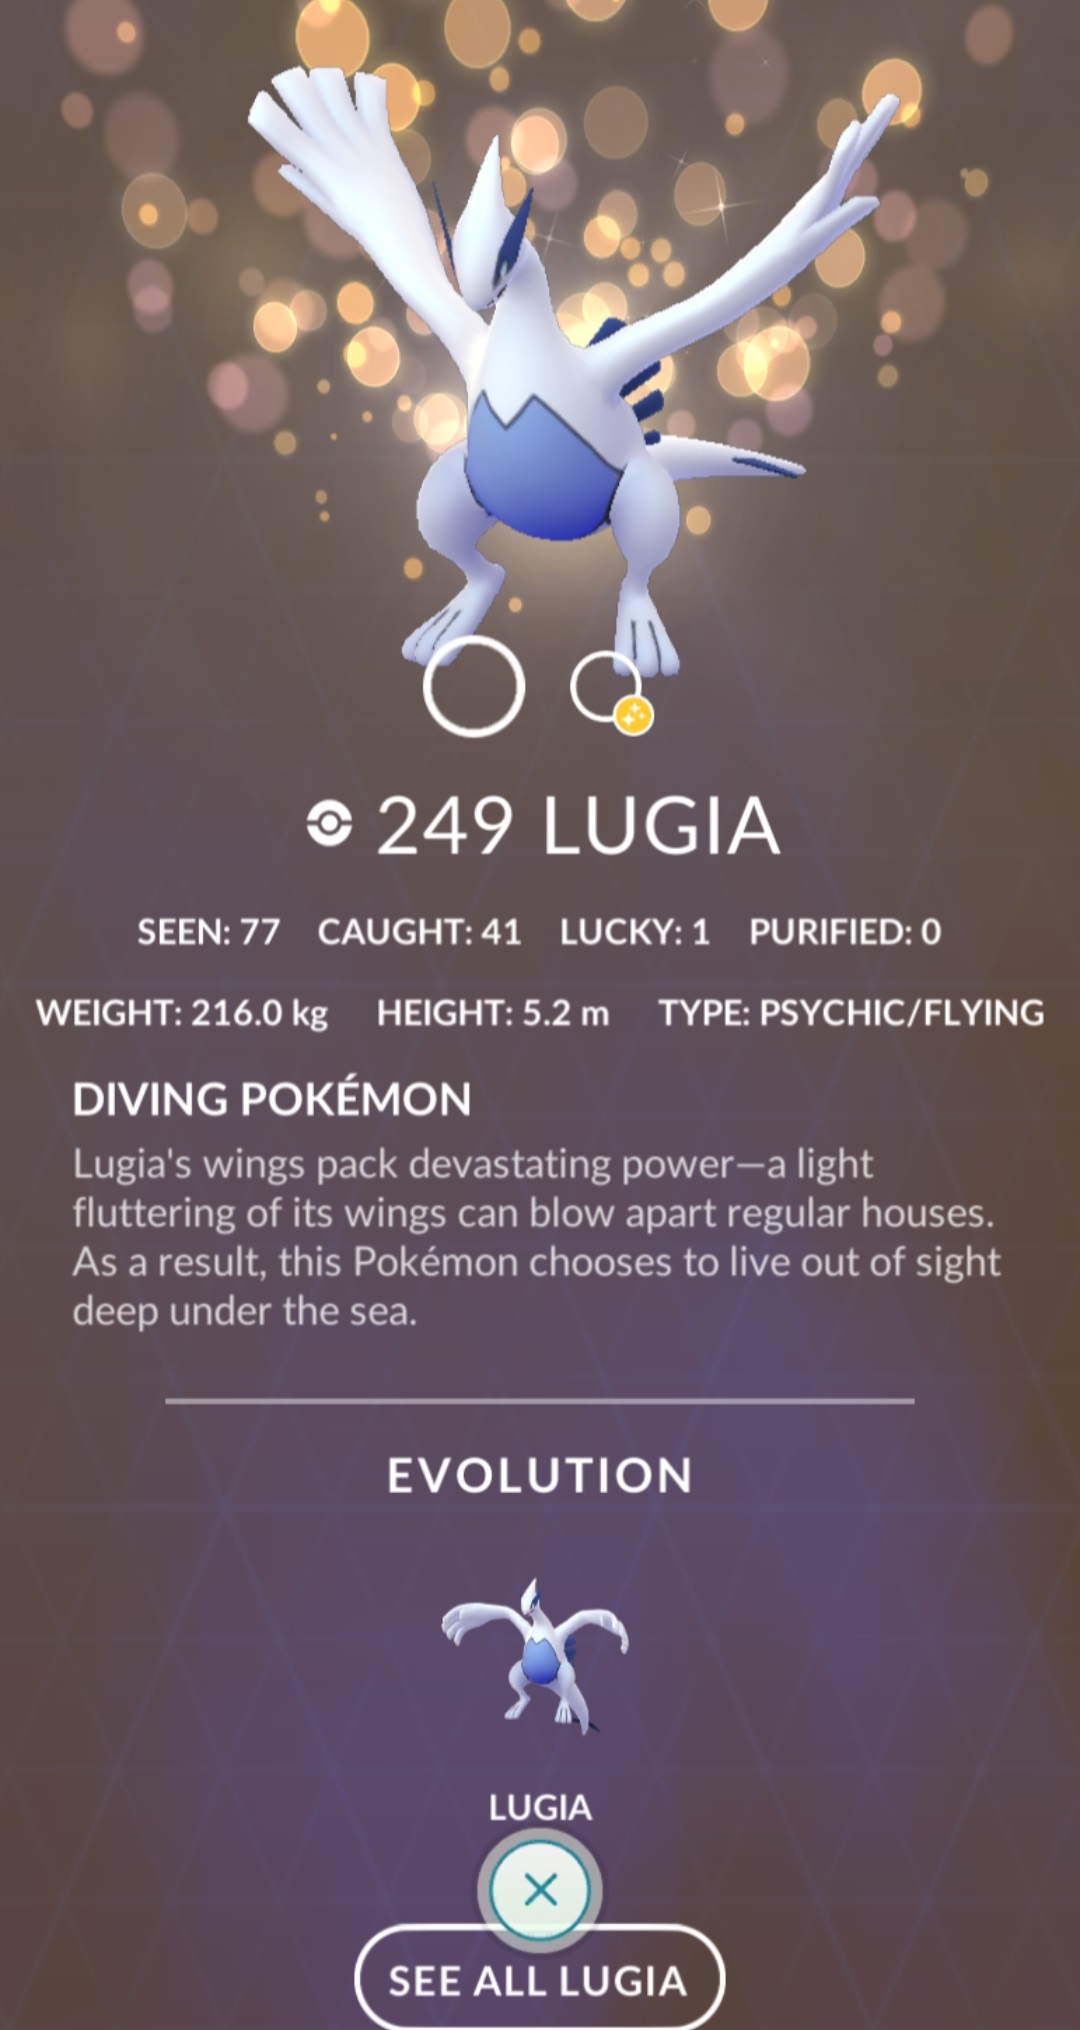 249 LUGIA
SEEN: 77 CAUGHT: 41 LUCKY: 1 PURIFIED: 0
WEIGHT: 216.0 kg HEIGHT: 5.2 m TYPE: PSYCHIC/FLYING
DIVING POKÉMON
Lugia's wings pack devastating power—a light
fluttering of its wings can blow apart regular houses.
As a result, this Pokémon chooses to live out of sight
deep under the sea.
EVOLUTION
LUGIA
SEE ALL LUGIA